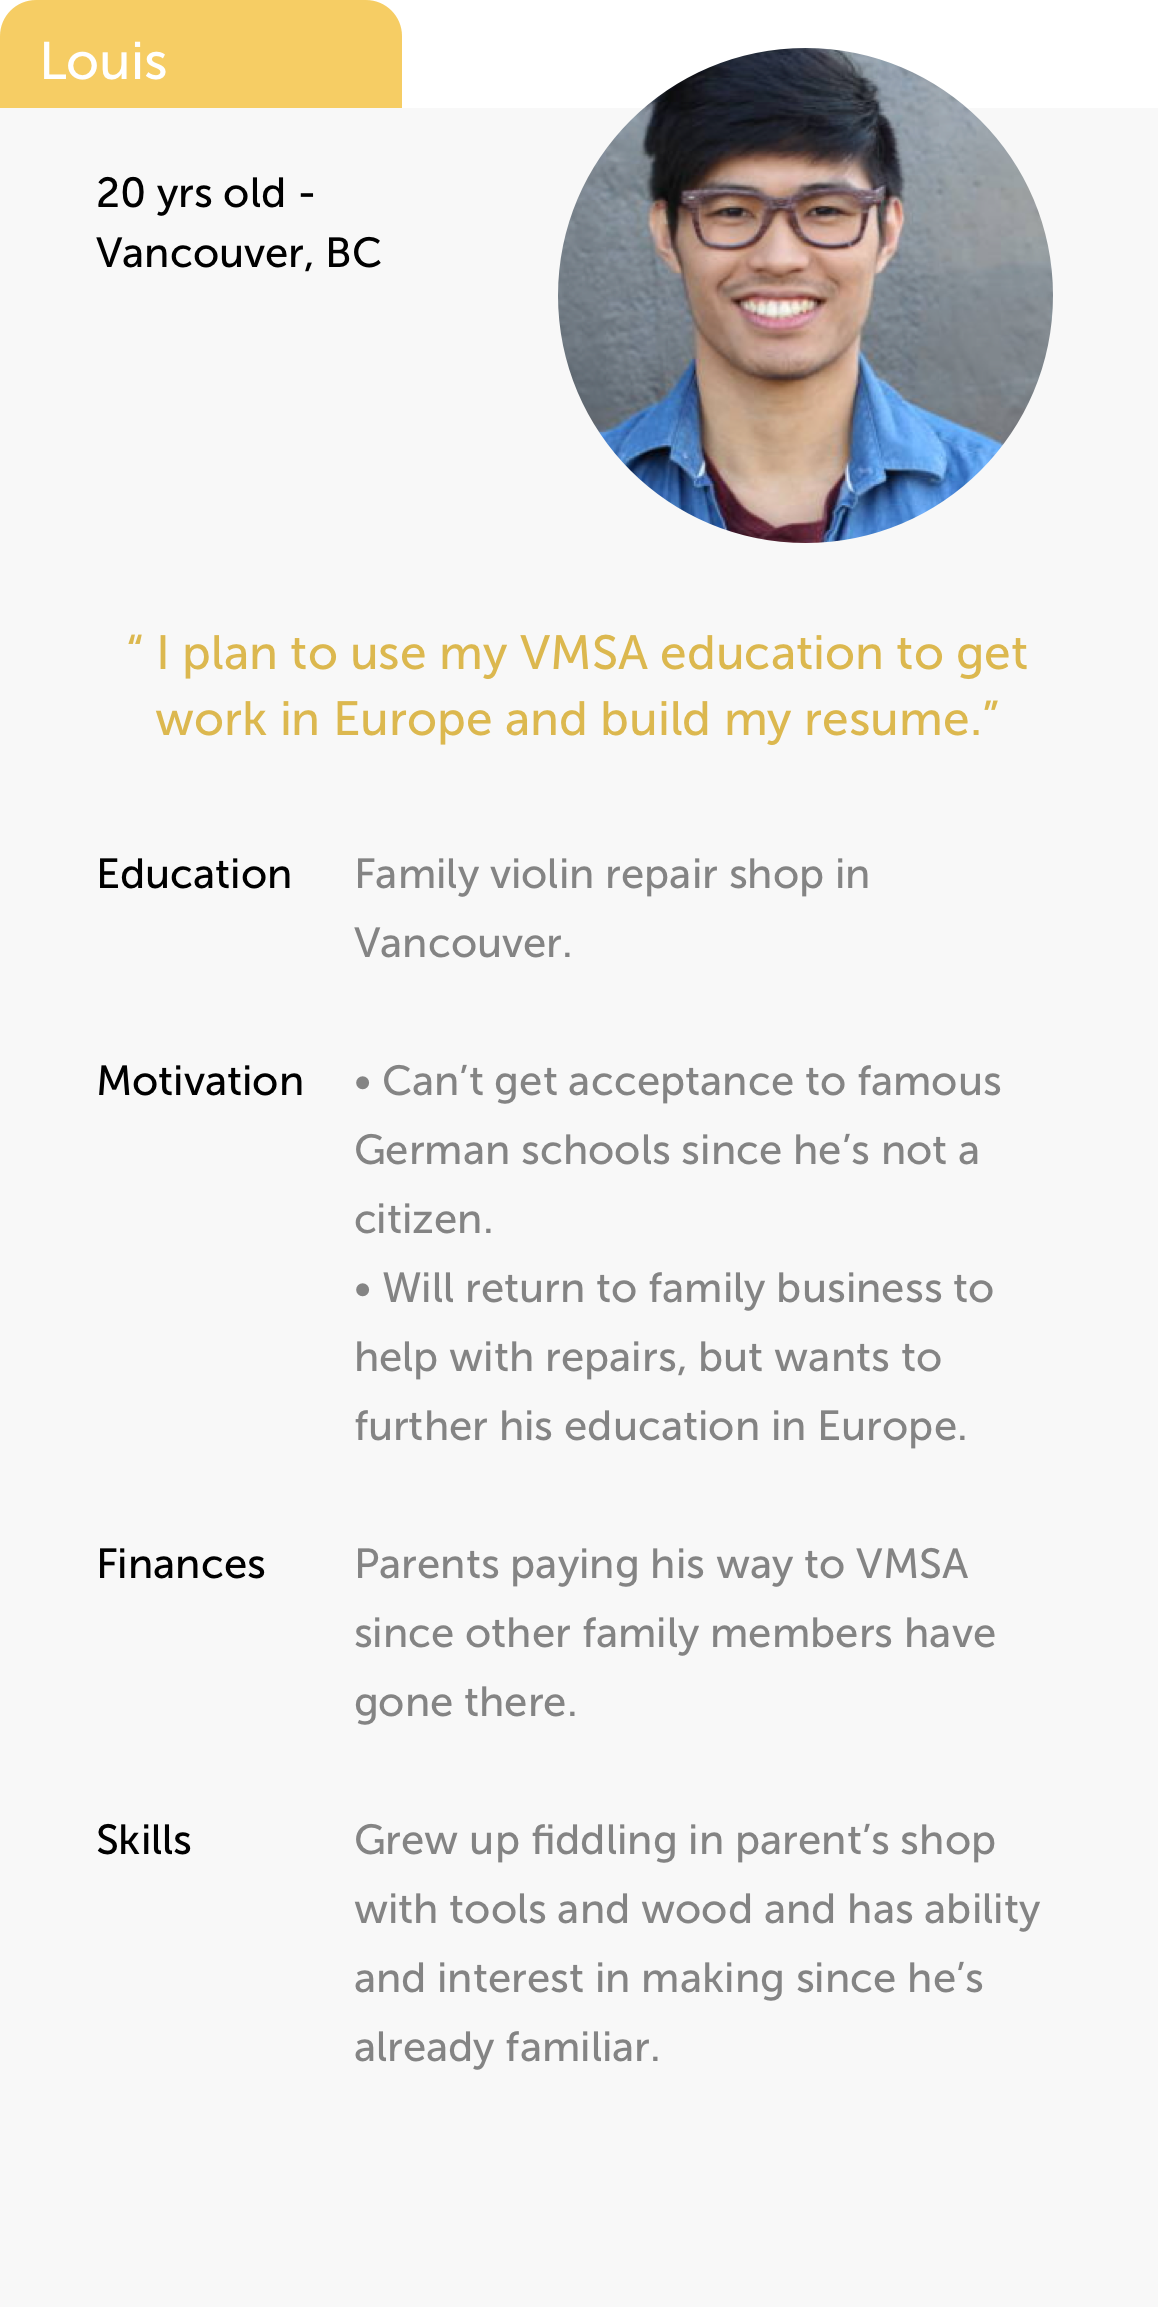 Louis
20 yrs old -
Vancouver, BC
“ I plan to use my VMSA education to get
work in Europe and build my resume.”
Education
Family violin repair shop in
Vancouver.
Motivation
• Can’t get acceptance to famous
German schools since he’s not a
citizen.
• Will return to family business to
help with repairs, but wants to
further his education in Europe.
Finances
Parents paying his way to VMSA
since other family members have
gone there.
Skills
Grew up fiddling in parent’s shop
with tools and wood and has ability
and interest in making since he’s
already familiar.